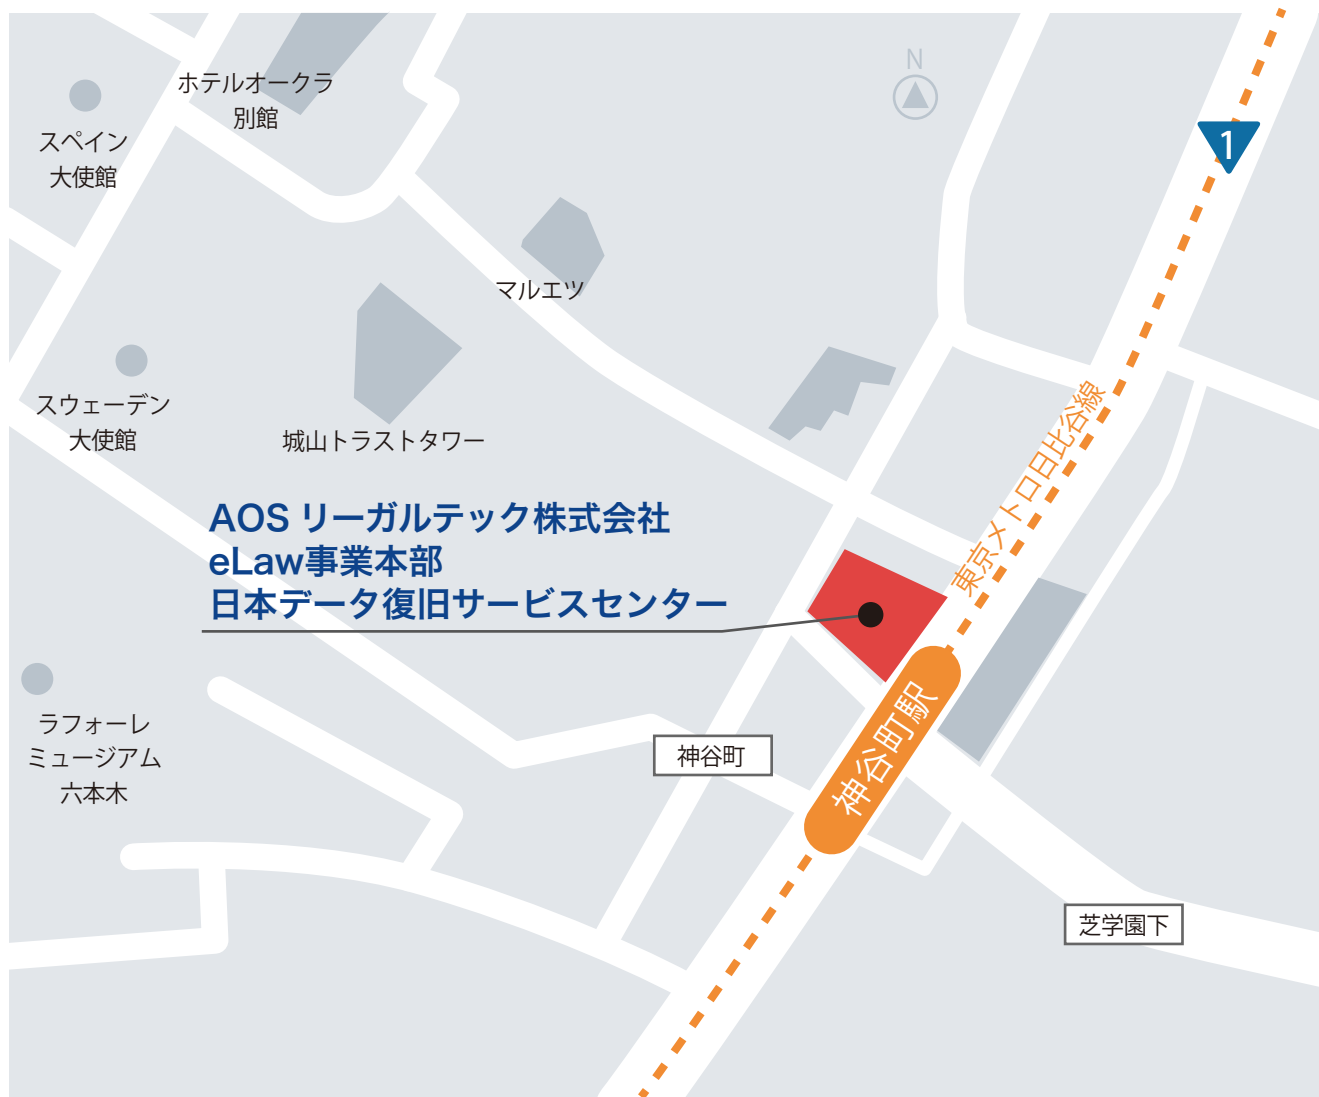 N
ホテルオークラ
別館
1
スペイン
大使館
マルエツ
スウェーデン
大使館
城山トラストタワー
東京メトロ日比谷線
AOS リーガルテック株式会社
eLaw事業本部
日本データ復旧サービスセンター
神谷町駅
ラフォーレ
ミュージアム
六本木
神谷町
芝学園下